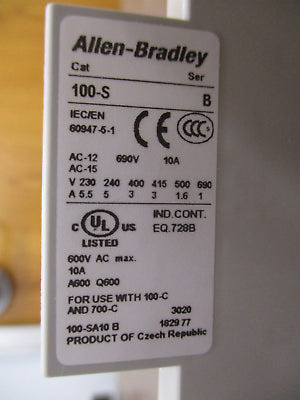 Allen-Bradley
Cat Ser
100-S B
IEC/EN
60947-5-1
CE CCC
AC-12 690V 10A
AC-15
V 230 240 400 415 500 690
A 5.5 5 3 3 1.6 1
c UL US IND.CONT.
LISTED EQ.728B
600V AC max.
10A
A600 Q600
FOR USE WITH 100-C
AND 700-C 3020
100-SA10 B 182977
PRODUCT OF Czech Republic